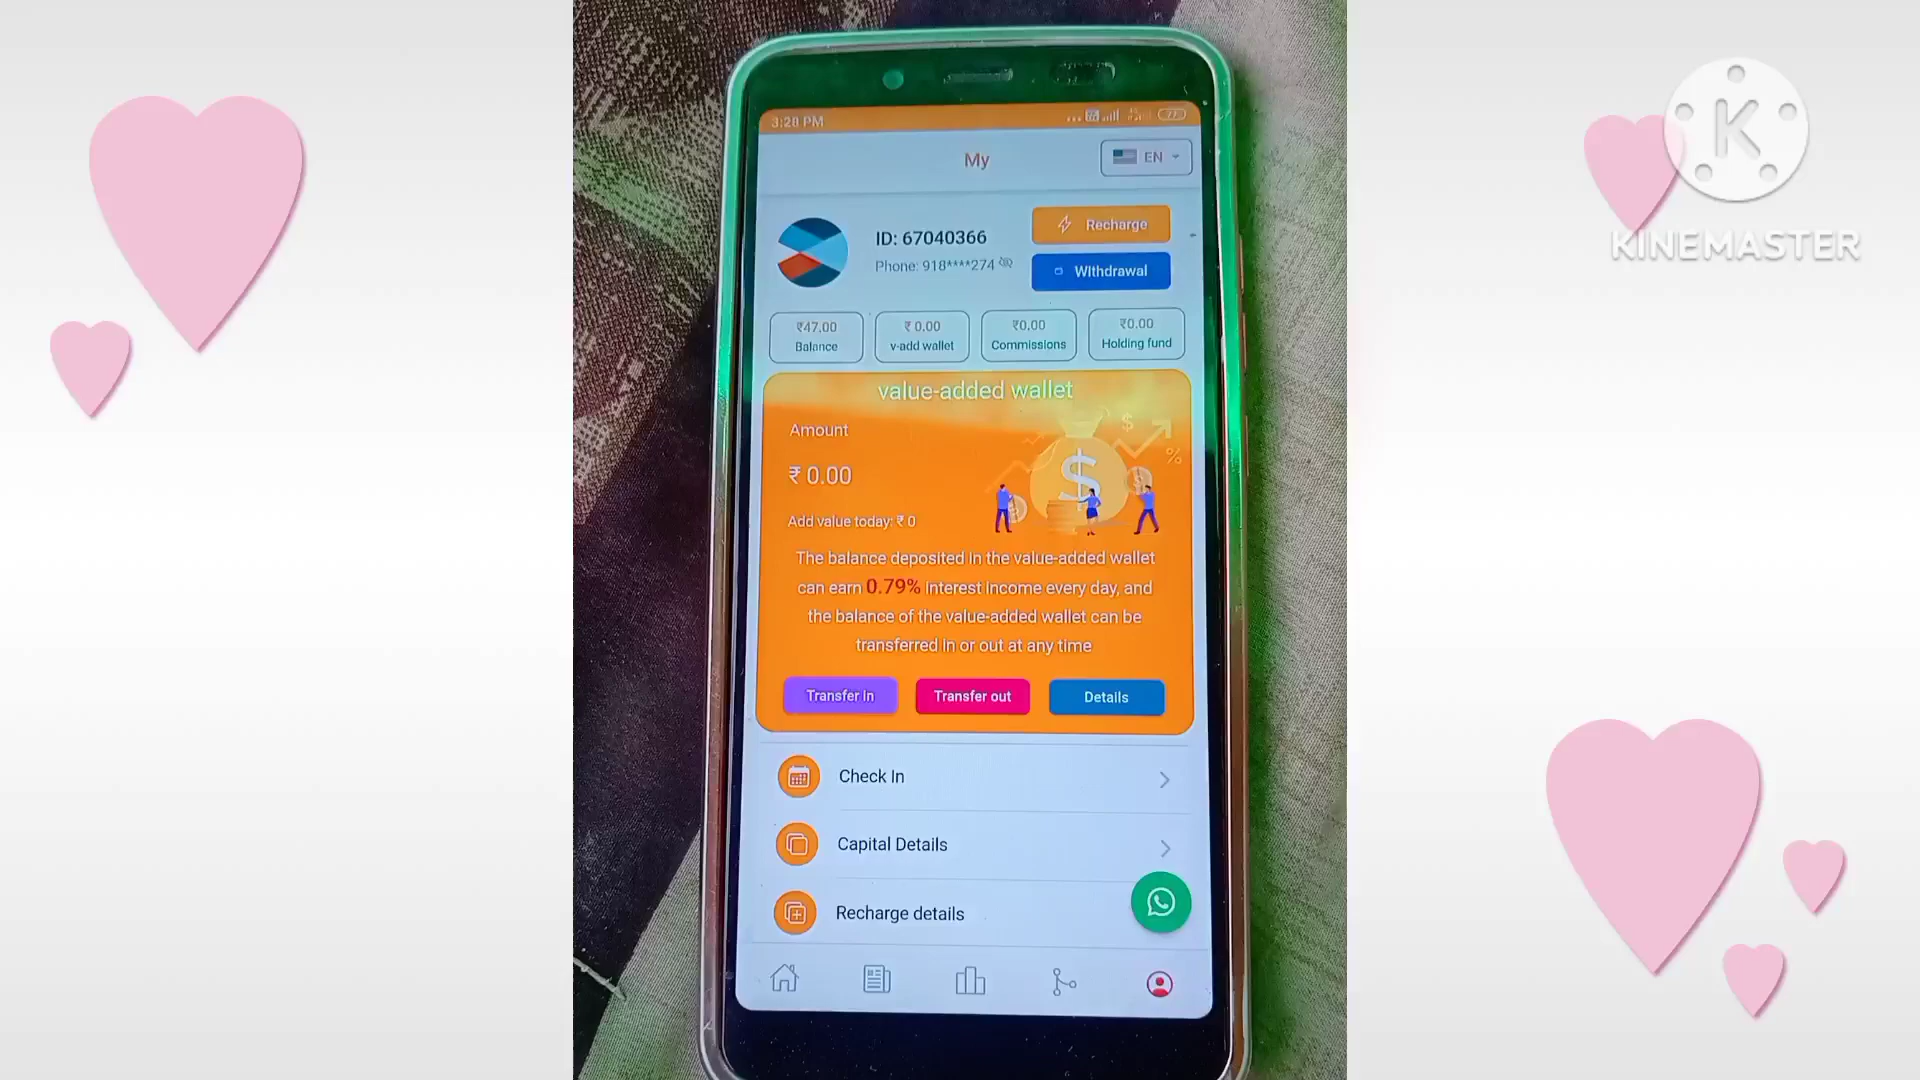 3:28 PM
My
EN
ID: 67040366
Recharge
Phone: 918****274
Withdrawal
₹47.00
Balance
₹ 0.00
v-add wallet
₹0.00
Commissions
₹0.00
Holding fund
value-added wallet
Amount
₹ 0.00
Add value today: ₹ 0
The balance deposited in the value-added wallet
can earn 0.79% interest income every day, and
the balance of the value-added wallet can be
transferred in or out at any time
Transfer in
Transfer out
Details
Check In
Capital Details
Recharge details
K
KINEMASTER